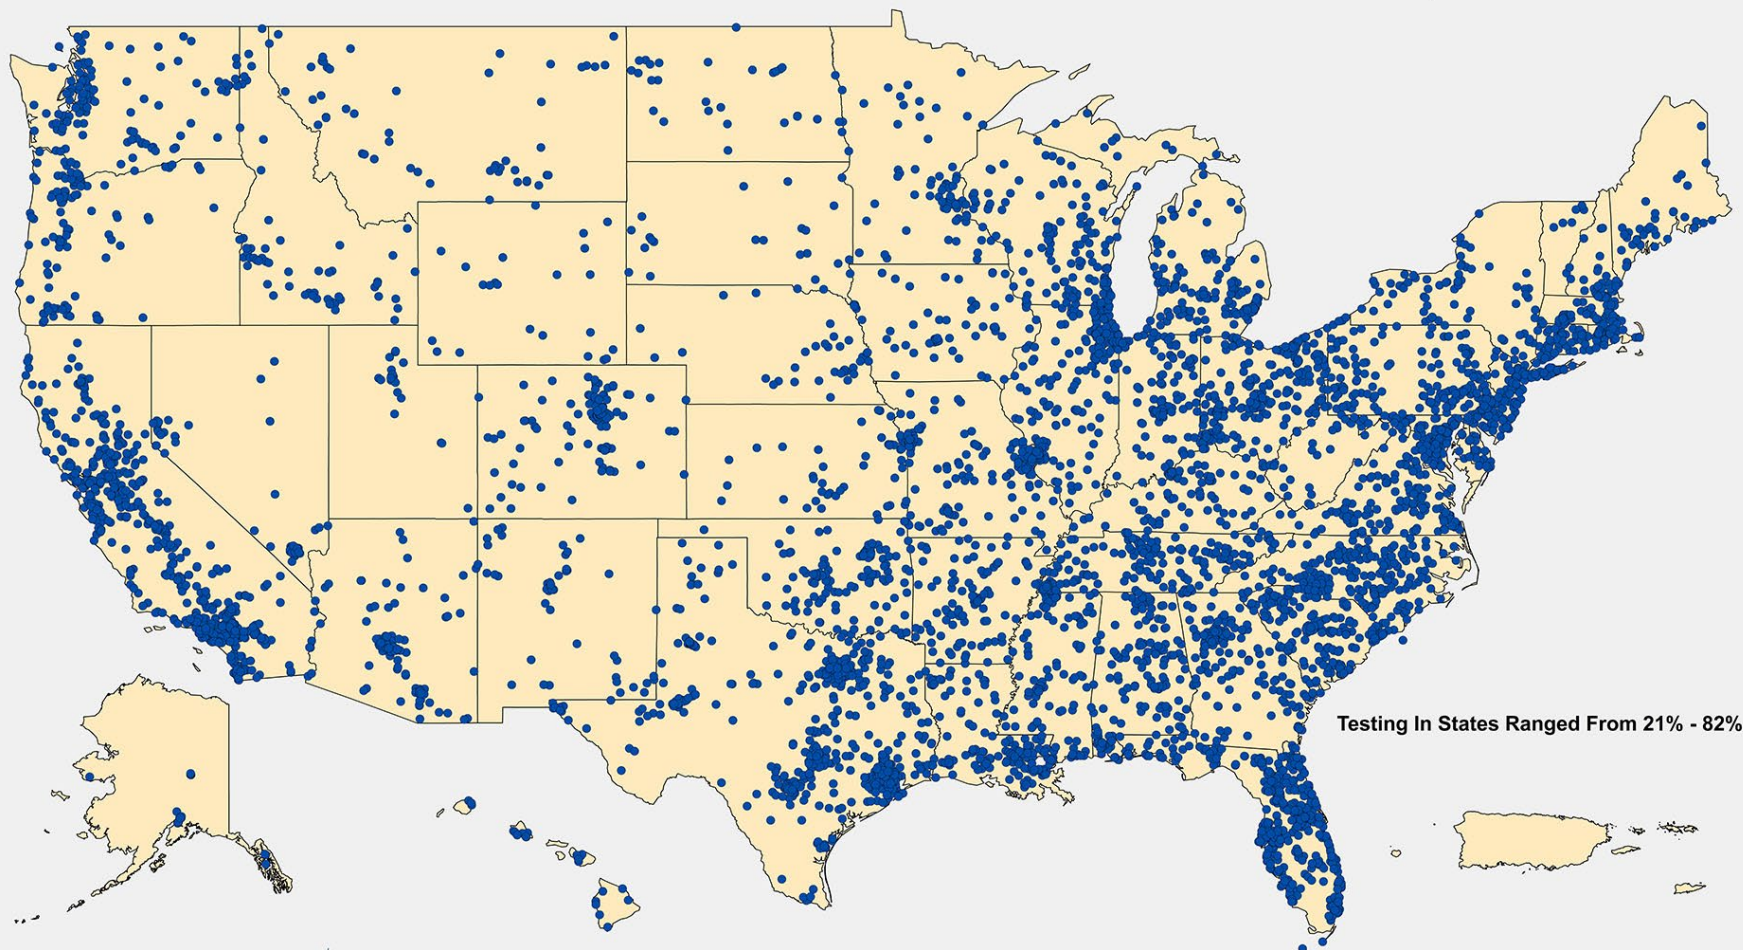 Testing In States Ranged From 21% - 82%